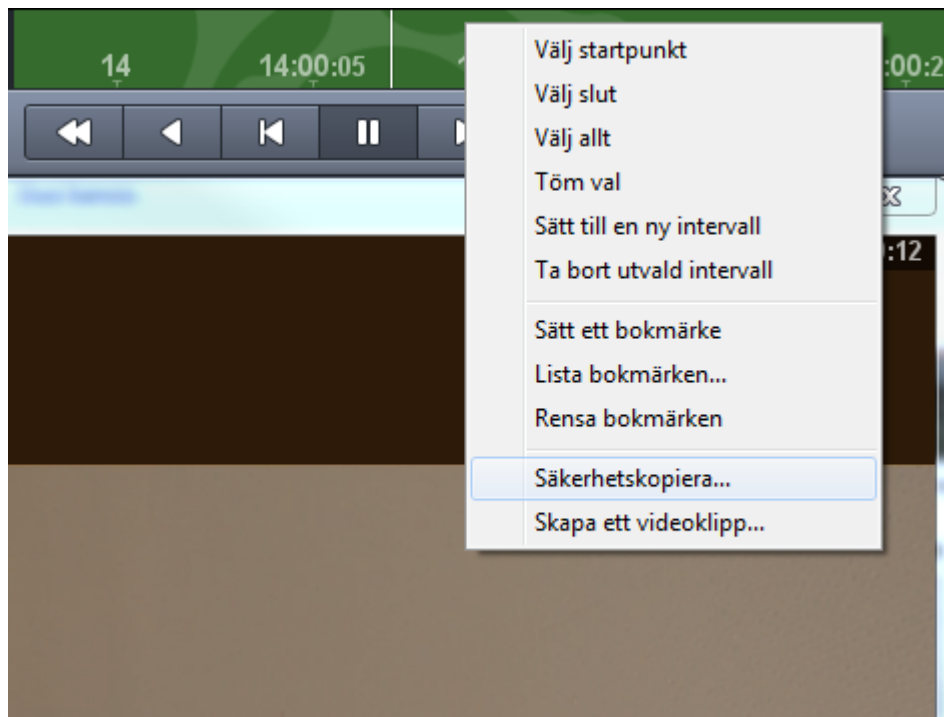 14
14:00:05
:00:2
Välj startpunkt
Välj slut
Välj allt
Töm val
Sätt till en ny intervall
Ta bort utvald intervall
:12
Sätt ett bokmärke
Lista bokmärken...
Rensa bokmärken
Säkerhetskopiera...
Skapa ett videoklipp...